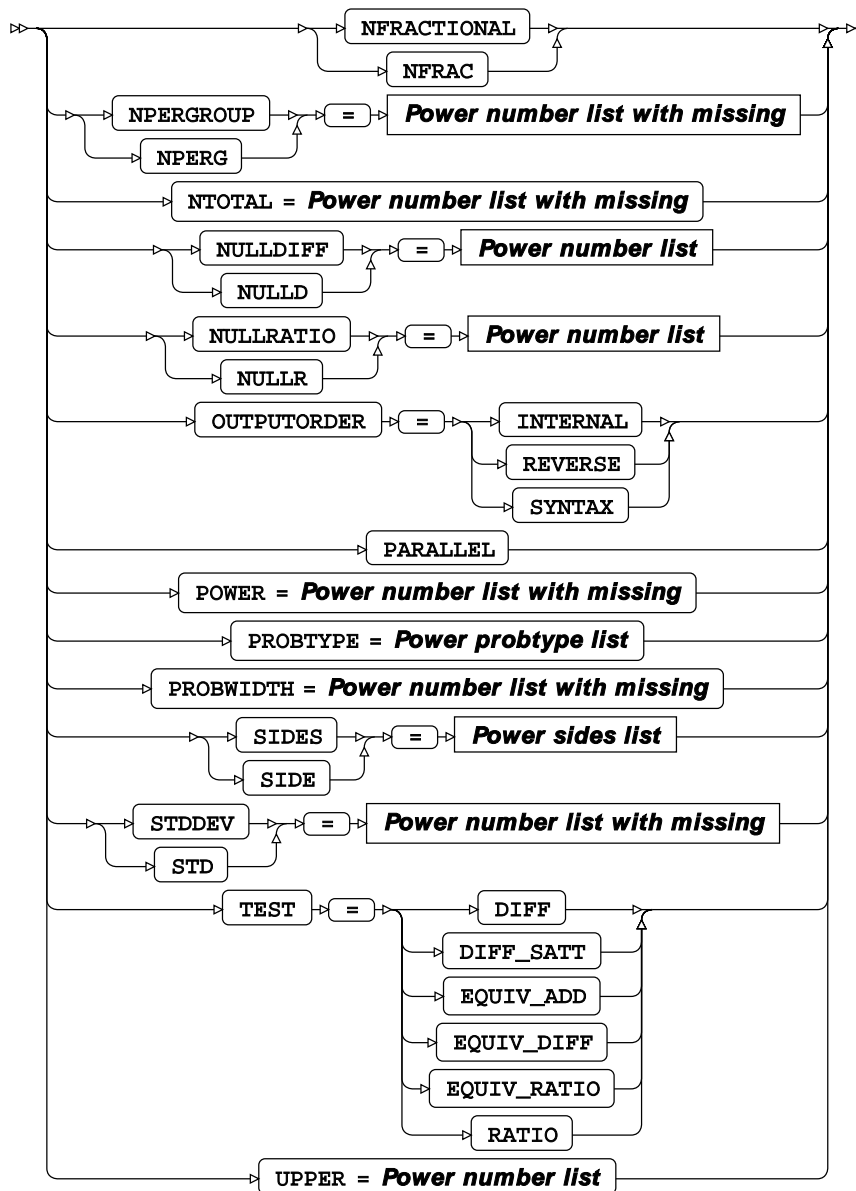 NFRACTIONAL
NFRAC
NPERGROUP = Power number list with missing
NPERG
NTOTAL = Power number list with missing
NULLDIFF = Power number list
NULLD
NULLRATIO = Power number list
NULLR
OUTPUTORDER = INTERNAL
REVERSE
SYNTAX
PARALLEL
POWER = Power number list with missing
PROBTYPE = Power probtype list
PROBWIDTH = Power number list with missing
SIDES = Power sides list
SIDE
STDDEV = Power number list with missing
STD
TEST = DIFF
DIFF_SATT
EQUIV_ADD
EQUIV_DIFF
EQUIV_RATIO
RATIO
UPPER = Power number list